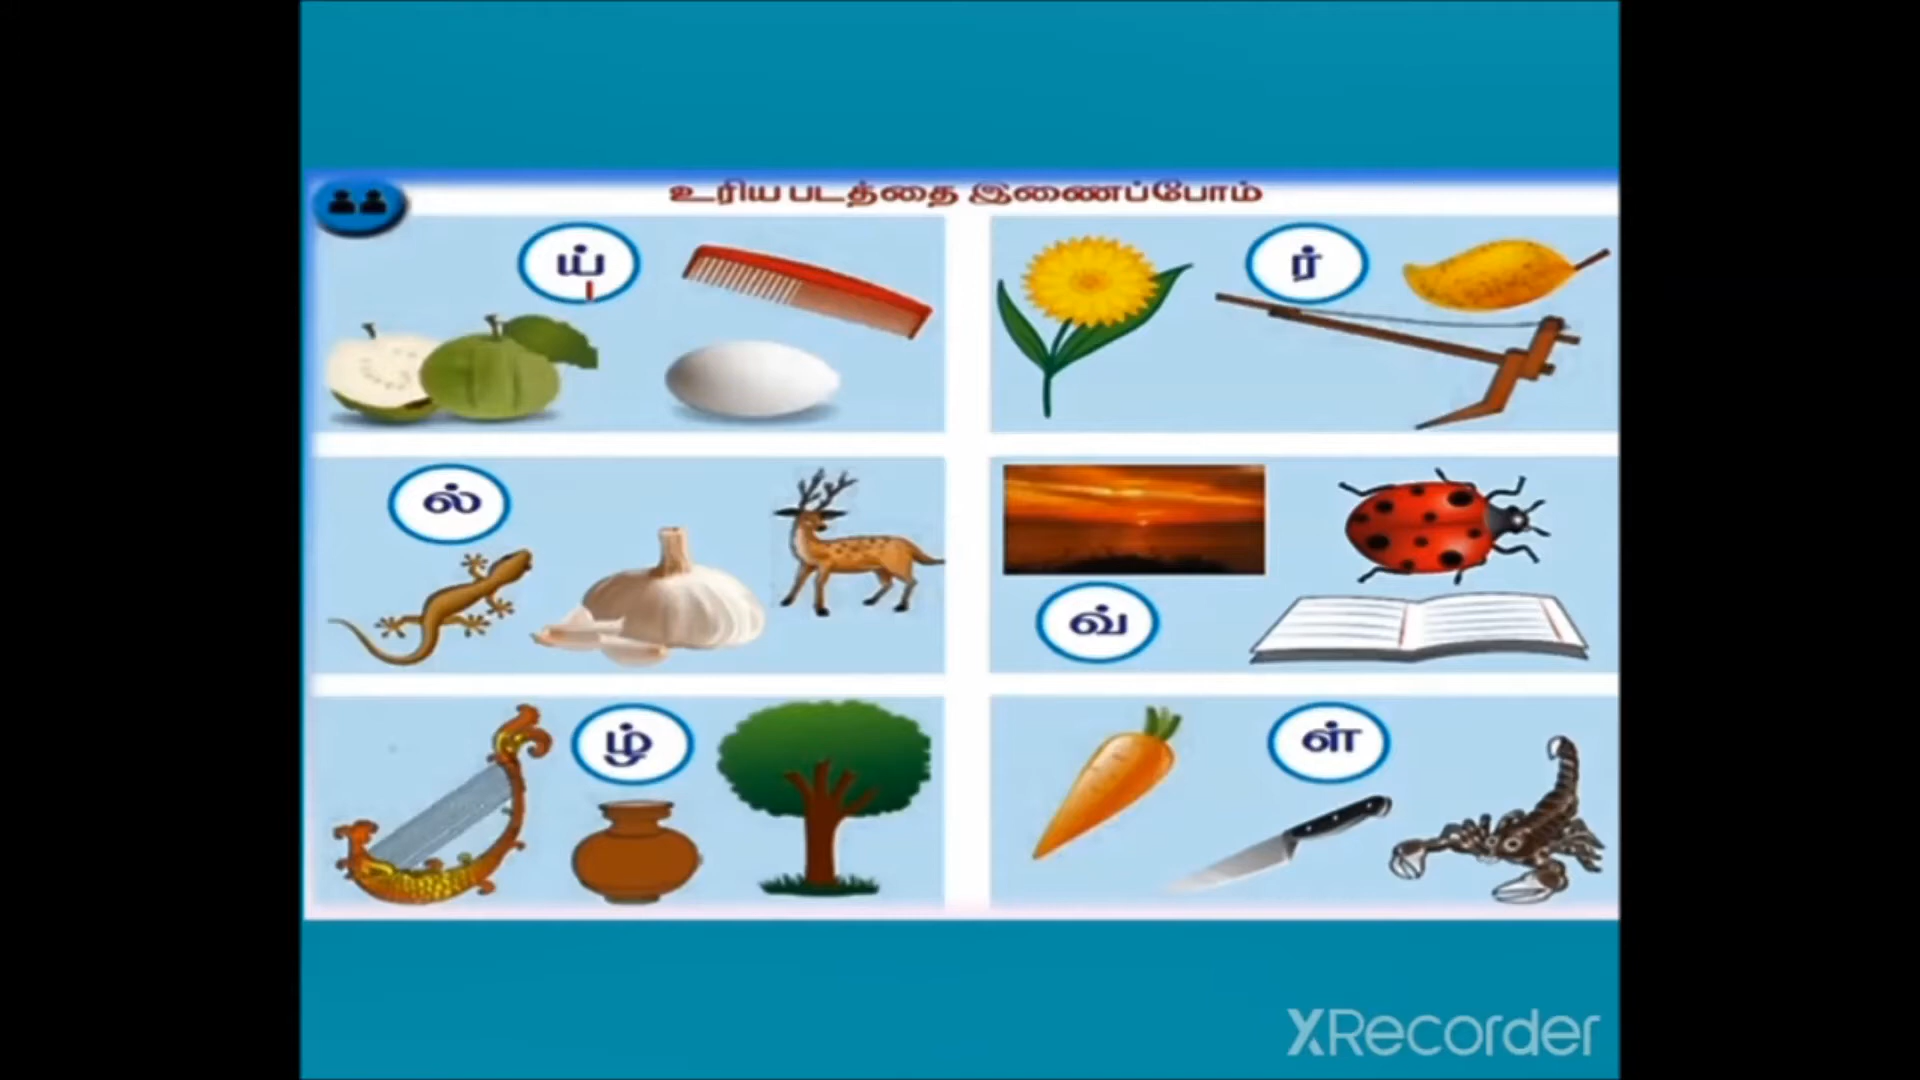 உரிய படத்தை இணைப்போம்
ய்
ர்
ல்
வ்
ழ்
ள்
XRecorder